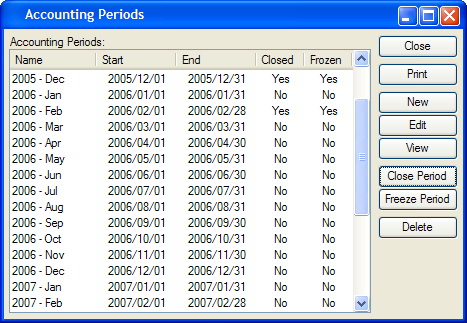 Accounting Periods
Accounting Periods:
Name Start End Closed Frozen
2005 - Dec 2005/12/01 2005/12/31 Yes Yes
2006 - Jan 2006/01/01 2006/01/31 No No
2006 - Feb 2006/02/01 2006/02/28 Yes Yes
2006 - Mar 2006/03/01 2006/03/31 No No
2006 - Apr 2006/04/01 2006/04/30 No No
2006 - May 2006/05/01 2006/05/31 No No
2006 - Jun 2006/06/01 2006/06/30 No No
2006 - Jul 2006/07/01 2006/07/31 No No
2006 - Aug 2006/08/01 2006/08/31 No No
2006 - Sep 2006/09/01 2006/09/30 No No
2006 - Oct 2006/10/01 2006/10/31 No No
2006 - Nov 2006/11/01 2006/11/30 No No
2006 - Dec 2006/12/01 2006/12/31 No No
2007 - Jan 2007/01/01 2007/01/31 No No
2007 - Feb 2007/02/01 2007/02/28 No No
Close
Print
New
Edit
View
Close Period
Freeze Period
Delete